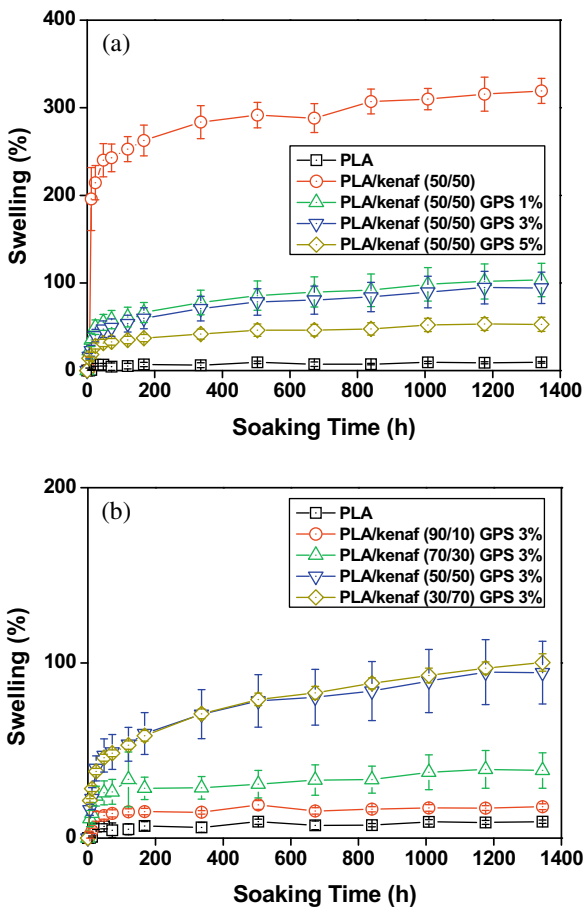 400
(a)
300
200
100
0
Swelling (%)
PLA
PLA/kenaf (50/50)
PLA/kenaf (50/50) GPS 1%
PLA/kenaf (50/50) GPS 3%
PLA/kenaf (50/50) GPS 5%
0 200 400 600 800 1000 1200 1400
Soaking Time (h)
200
(b)
100
0
Swelling (%)
PLA
PLA/kenaf (90/10) GPS 3%
PLA/kenaf (70/30) GPS 3%
PLA/kenaf (50/50) GPS 3%
PLA/kenaf (30/70) GPS 3%
0 200 400 600 800 1000 1200 1400
Soaking Time (h)